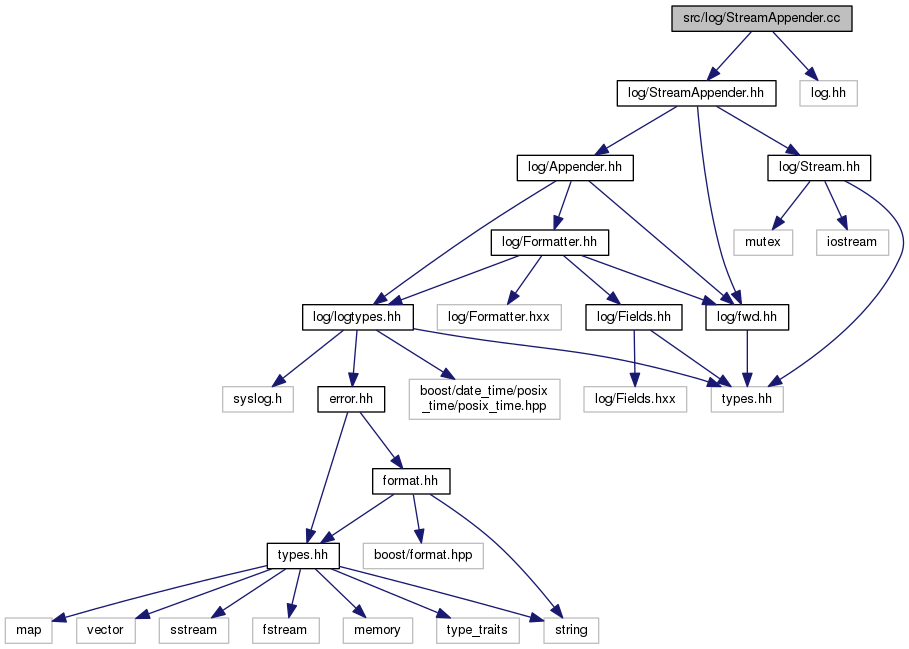 src/log/StreamAppender.cc
log/StreamAppender.hh
log.hh
log/Appender.hh
log/Stream.hh
log/Formatter.hh
mutex
iostream
log/logtypes.hh
log/Formatter.hxx
log/Fields.hh
log/fwd.hh
syslog.h
error.hh
boost/date_time/posix
_time/posix_time.hpp
log/Fields.hxx
types.hh
format.hh
types.hh
boost/format.hpp
map
vector
sstream
fstream
memory
type_traits
string